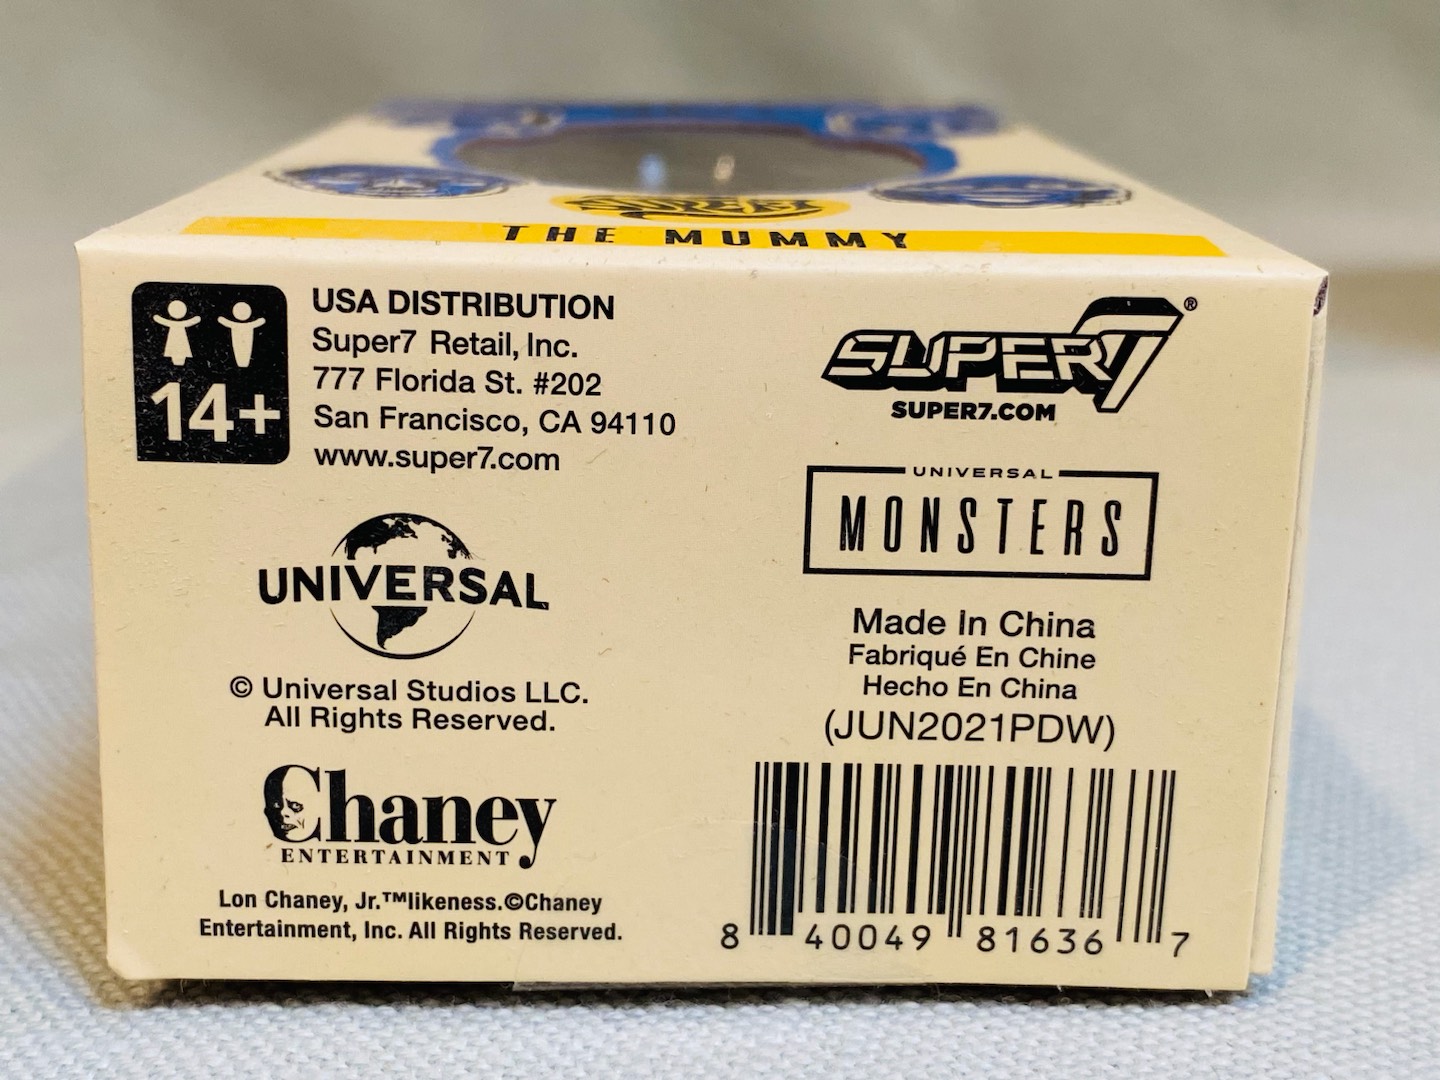 THE MUMMY
14+
USA DISTRIBUTION
Super7 Retail, Inc.
777 Florida St. #202
San Francisco, CA 94110
www.super7.com
SUPER7®
SUPER7.COM
UNIVERSAL
MONSTERS
UNIVERSAL
© Universal Studios LLC.
All Rights Reserved.
Made In China
Fabriqué En Chine
Hecho En China
(JUN2021PDW)
Chaney
ENTERTAINMENT
Lon Chaney, Jr.™likeness.©Chaney
Entertainment, Inc. All Rights Reserved.
8 40049 81636 7